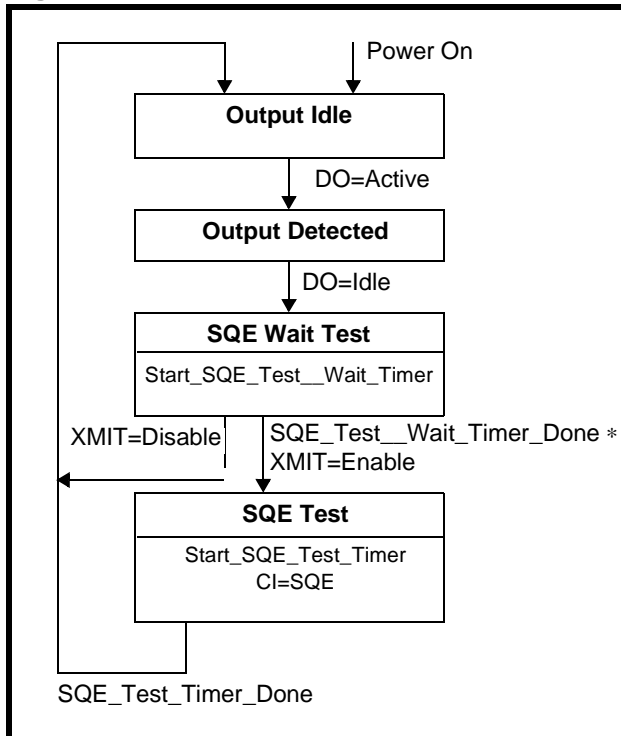 Power On
Output Idle
DO=Active
Output Detected
DO=Idle
SQE Wait Test
Start_SQE_Test__Wait_Timer
XMIT=Disable
SQE_Test__Wait_Timer_Done *
XMIT=Enable
SQE Test
Start_SQE_Test_Timer
CI=SQE
SQE_Test_Timer_Done